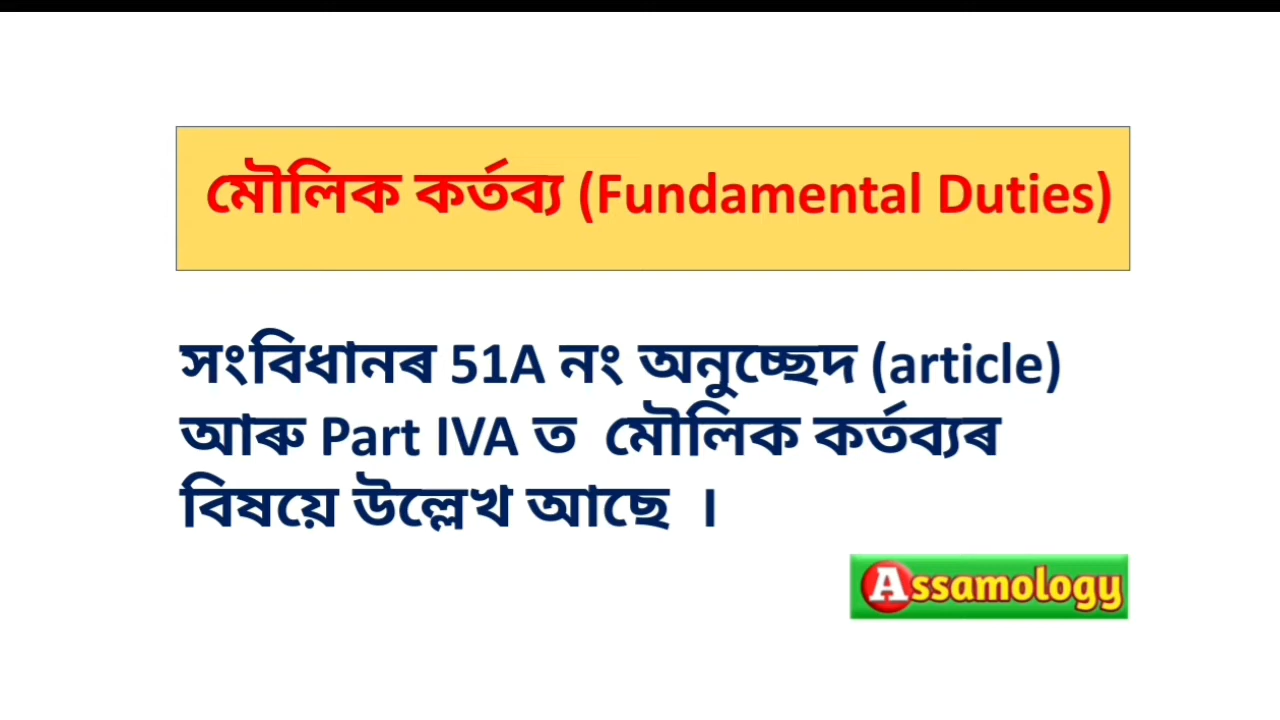 মৌলিক কৰ্তব্য (Fundamental Duties)
সংবিধানৰ 51A নং অনুচ্ছেদ (article)
আৰু Part IVA ত মৌলিক কৰ্তব্যৰ
বিষয়ে উল্লেখ আছে ।
Assamology